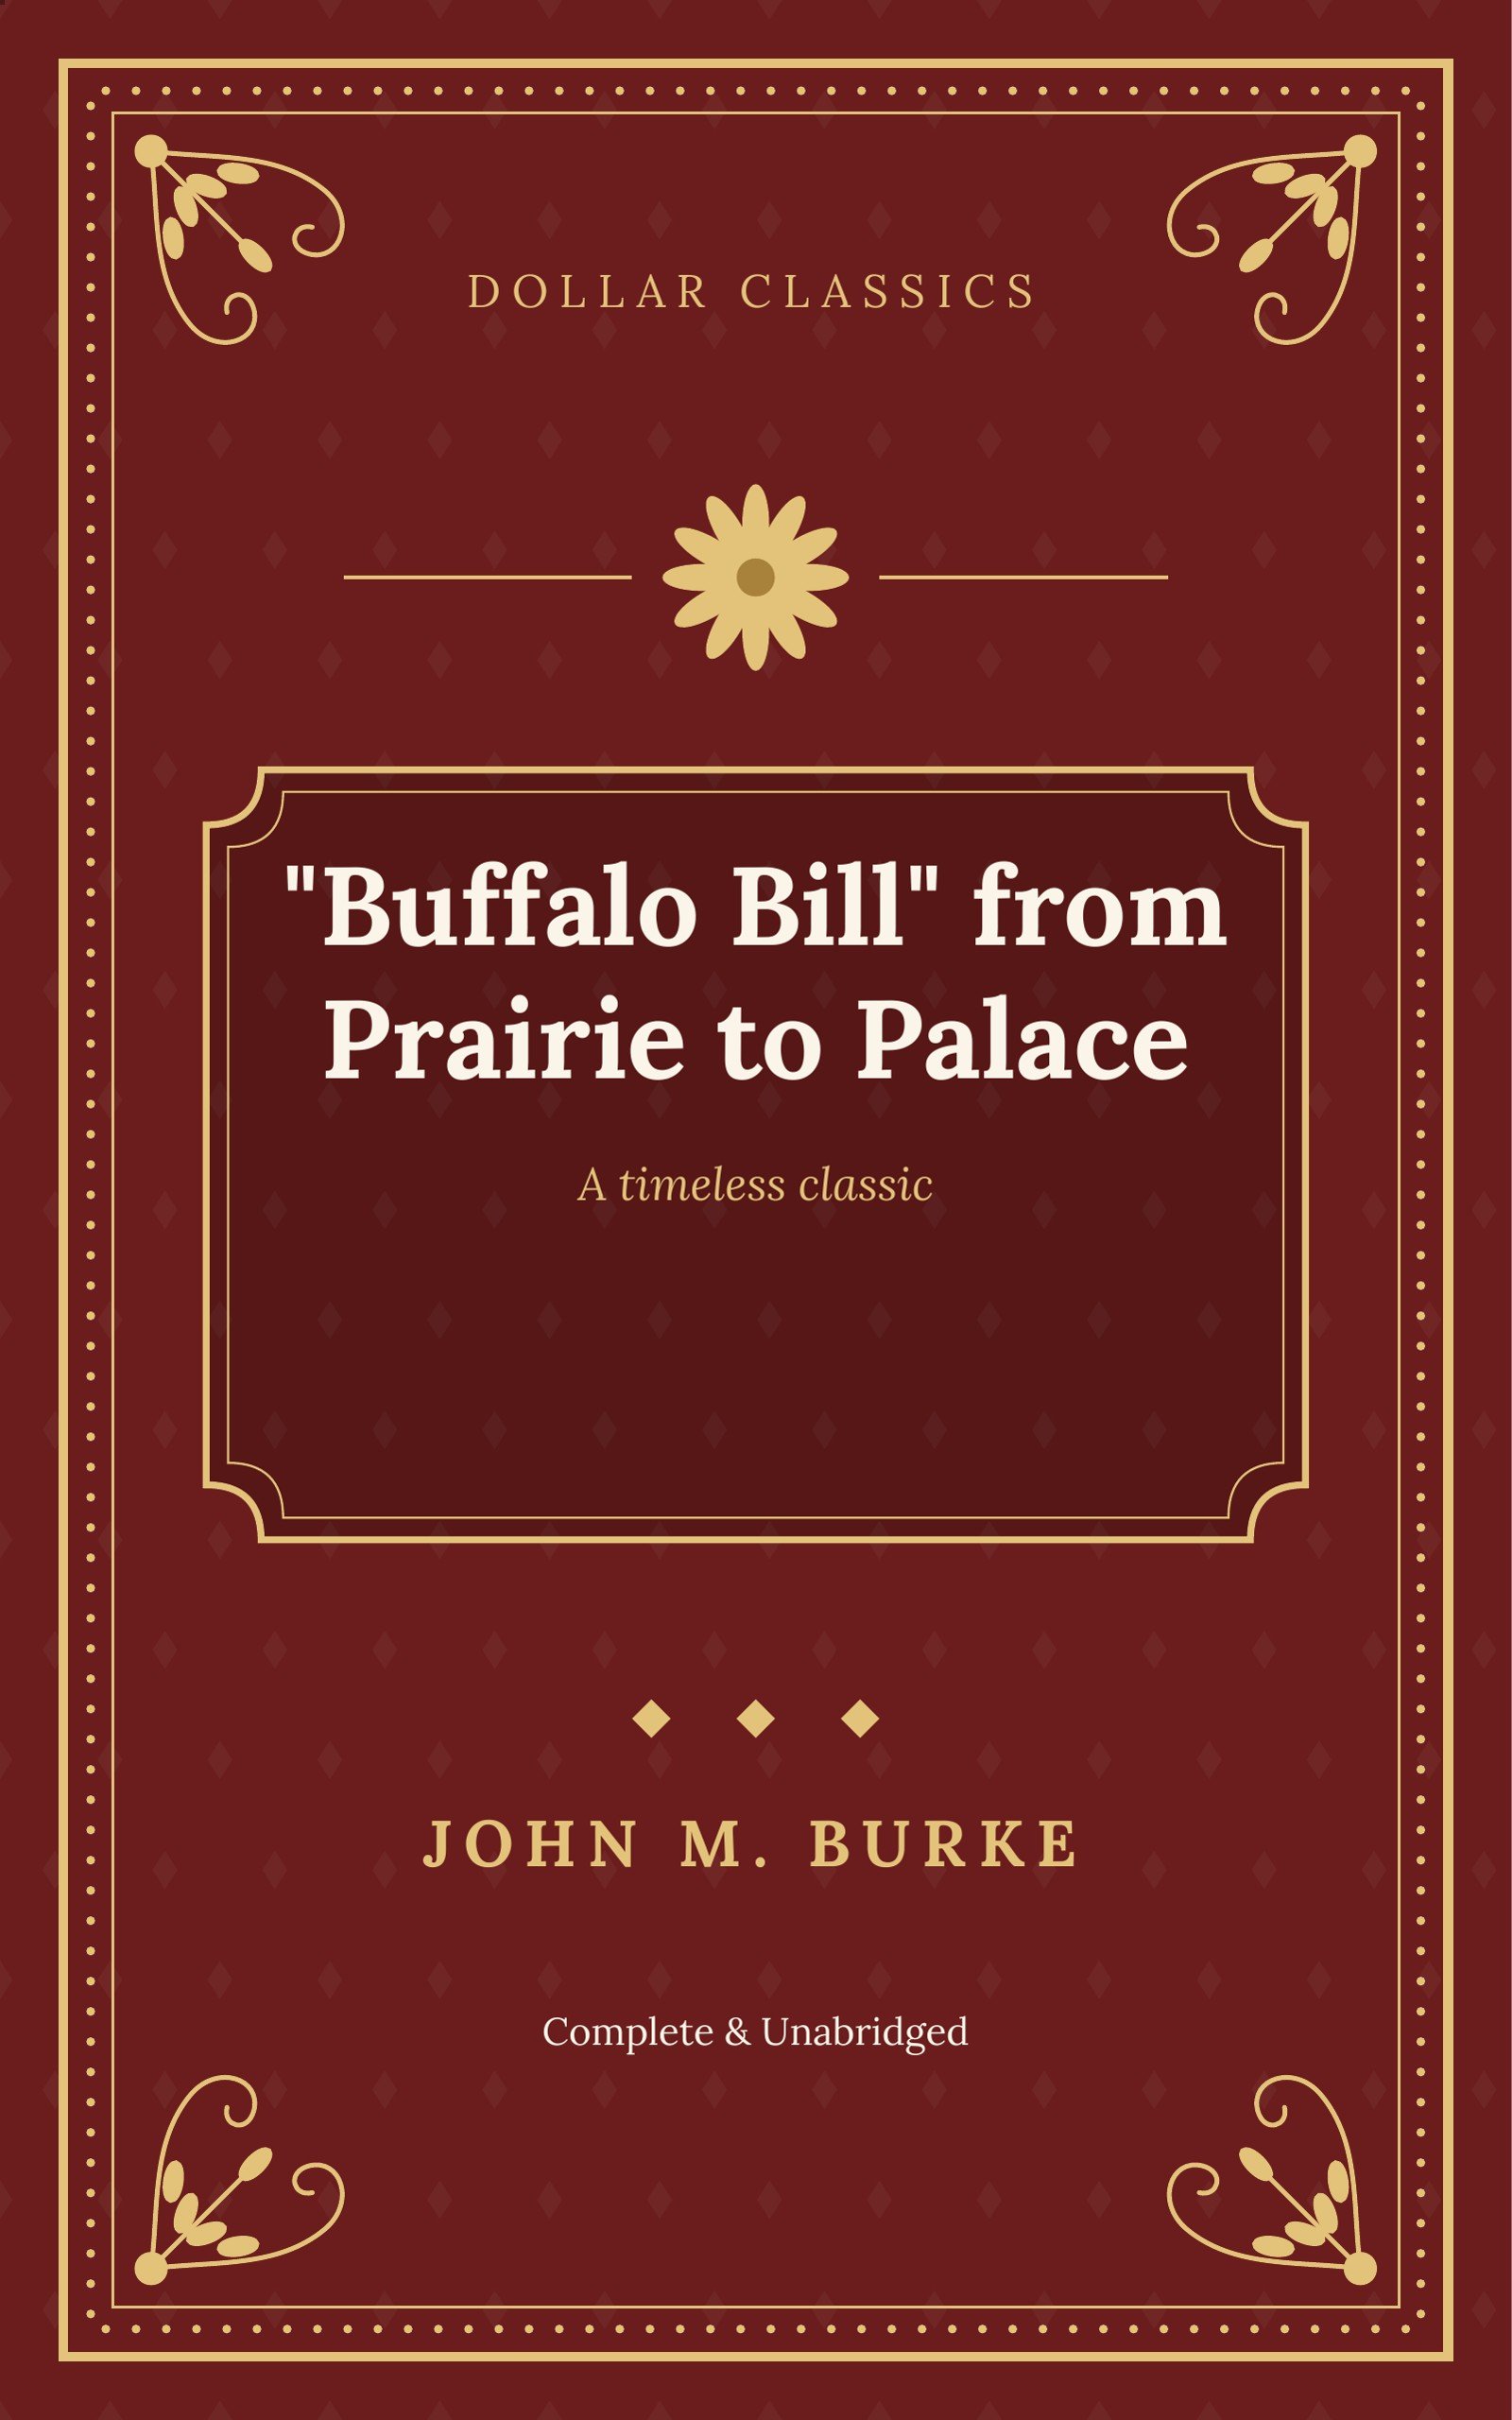 DOLLAR CLASSICS
"Buffalo Bill" from
Prairie to Palace
A timeless classic
JOHN M. BURKE
Complete & Unabridged